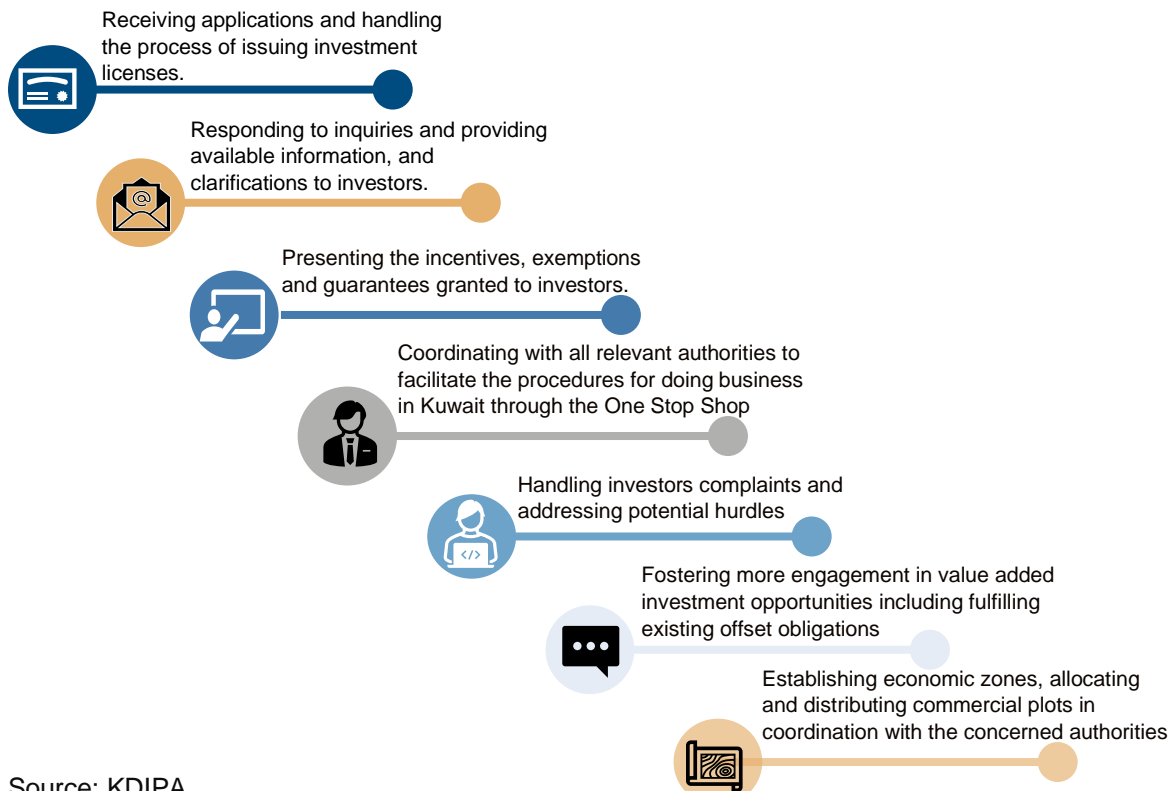 Receiving applications and handling
the process of issuing investment
licenses.
Responding to inquiries and providing
available information, and
clarifications to investors.
@
Presenting the incentives, exemptions
and guarantees granted to investors.
Coordinating with all relevant authorities to
facilitate the procedures for doing business
in Kuwait through the One Stop Shop
Handling investors complaints and
addressing potential hurdles
</>
Fostering more engagement in value added
investment opportunities including fulfilling
existing offset obligations
Establishing economic zones, allocating
and distributing commercial plots in
coordination with the concerned authorities
Source: KDIPA